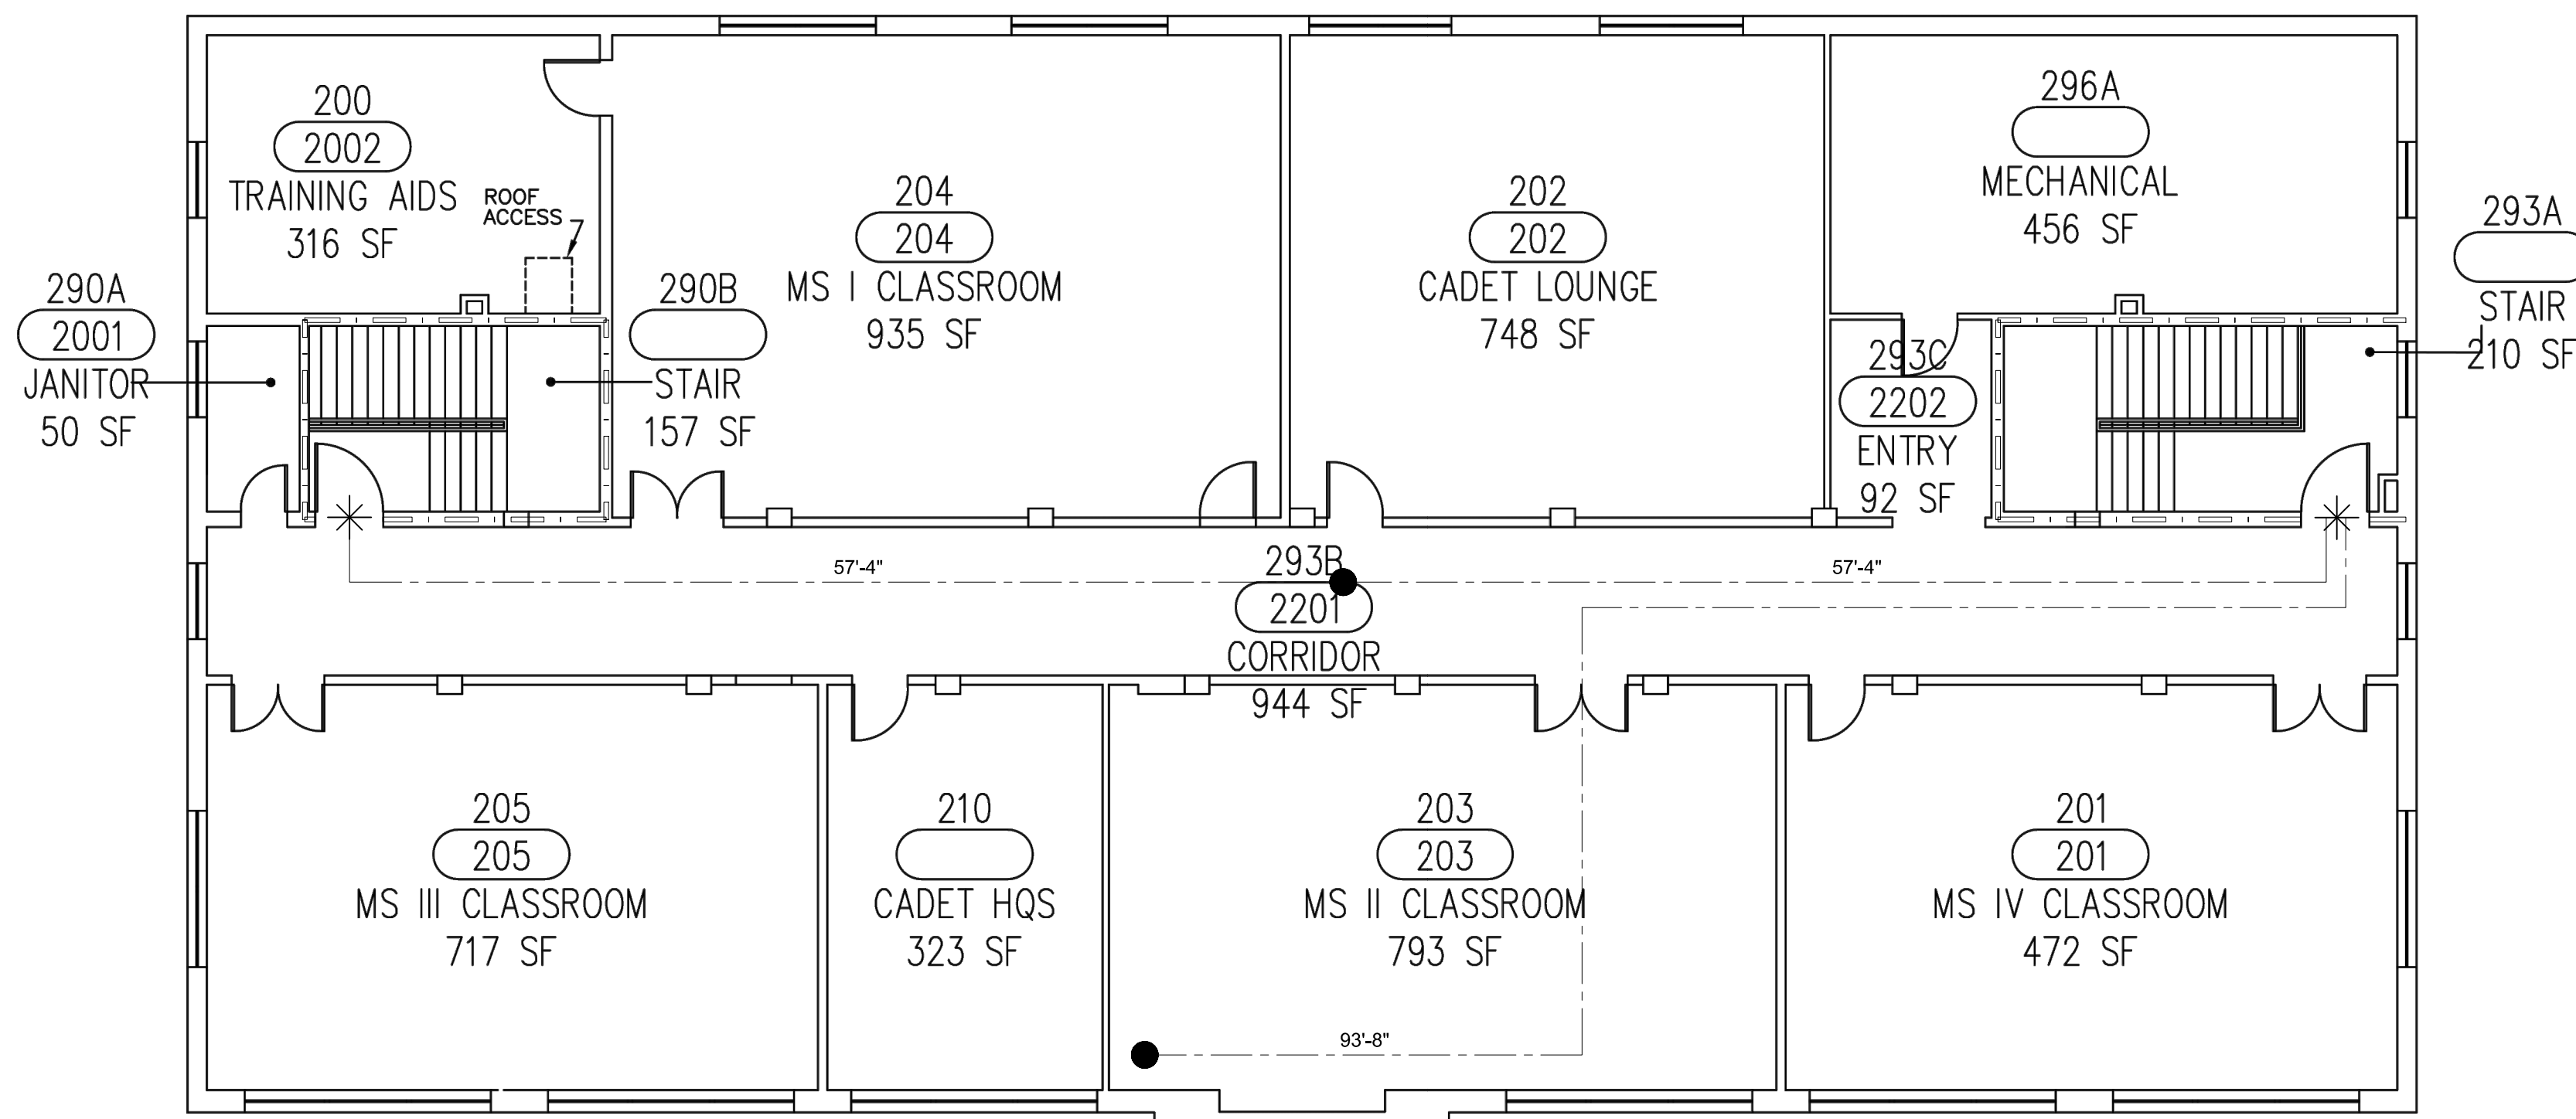 200
2002
TRAINING AIDS
316 SF
ROOF
ACCESS
204
204
MS I CLASSROOM
935 SF
202
202
CADET LOUNGE
748 SF
296A
MECHANICAL
456 SF
293A
STAIR
210 SF
290A
2001
JANITOR
50 SF
290B
STAIR
157 SF
293C
2202
ENTRY
92 SF
57'-4"
293B
2201
CORRIDOR
944 SF
57'-4"
205
205
MS III CLASSROOM
717 SF
210
CADET HQS
323 SF
203
203
MS II CLASSROOM
793 SF
201
201
MS IV CLASSROOM
472 SF
93'-8"